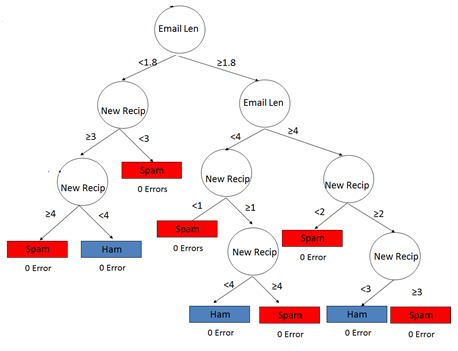 Email Len
<1.8 ≥1.8
New Recip Email Len
≥3 <3 <4 ≥4
New Recip Spam New Recip New Recip
0 Errors
≥4 <4 <1 ≥1 <2 ≥2
Spam Ham Spam New Recip Spam New Recip
0 Error 0 Error 0 Errors 0 Error
<4 ≥4 <3 ≥3
Ham Spam Ham Spam
0 Error 0 Error 0 Error 0 Error